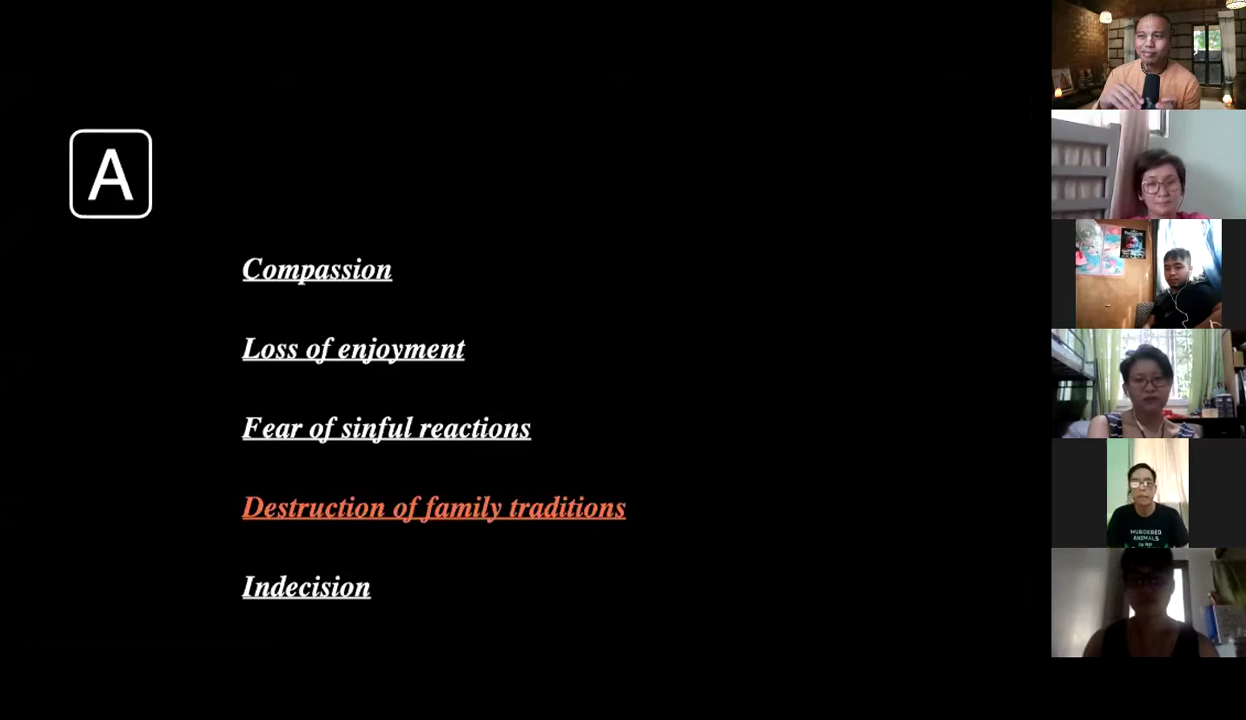 A
Compassion
Loss of enjoyment
Fear of sinful reactions
Destruction of family traditions
Indecision
MURDERED
ANIMALS